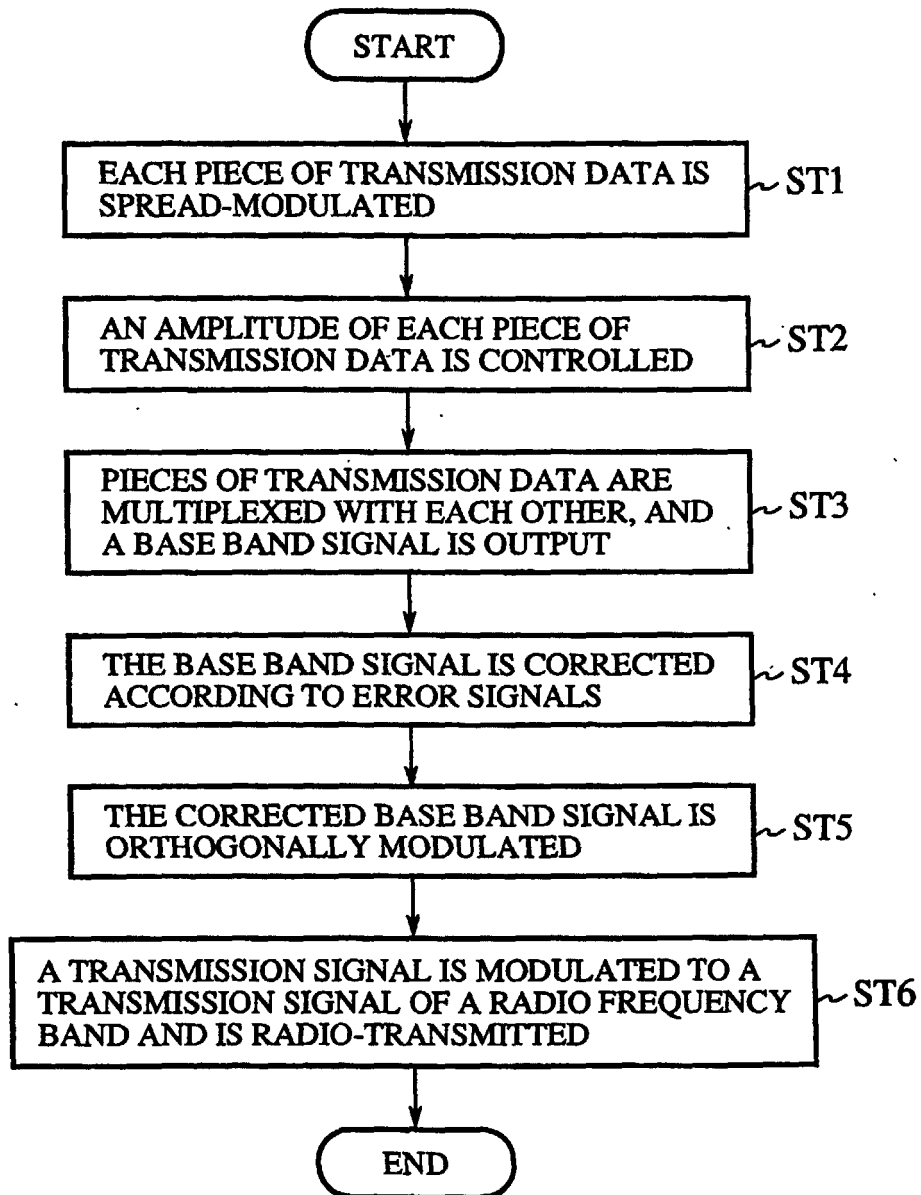 START
EACH PIECE OF TRANSMISSION DATA IS
SPREAD-MODULATED
ST1
AN AMPLITUDE OF EACH PIECE OF
TRANSMISSION DATA IS CONTROLLED
ST2
PIECES OF TRANSMISSION DATA ARE
MULTIPLEXED WITH EACH OTHER, AND
A BASE BAND SIGNAL IS OUTPUT
ST3
THE BASE BAND SIGNAL IS CORRECTED
ACCORDING TO ERROR SIGNALS
ST4
THE CORRECTED BASE BAND SIGNAL IS
ORTHOGONALLY MODULATED
ST5
A TRANSMISSION SIGNAL IS MODULATED TO A
TRANSMISSION SIGNAL OF A RADIO FREQUENCY
BAND AND IS RADIO-TRANSMITTED
ST6
END